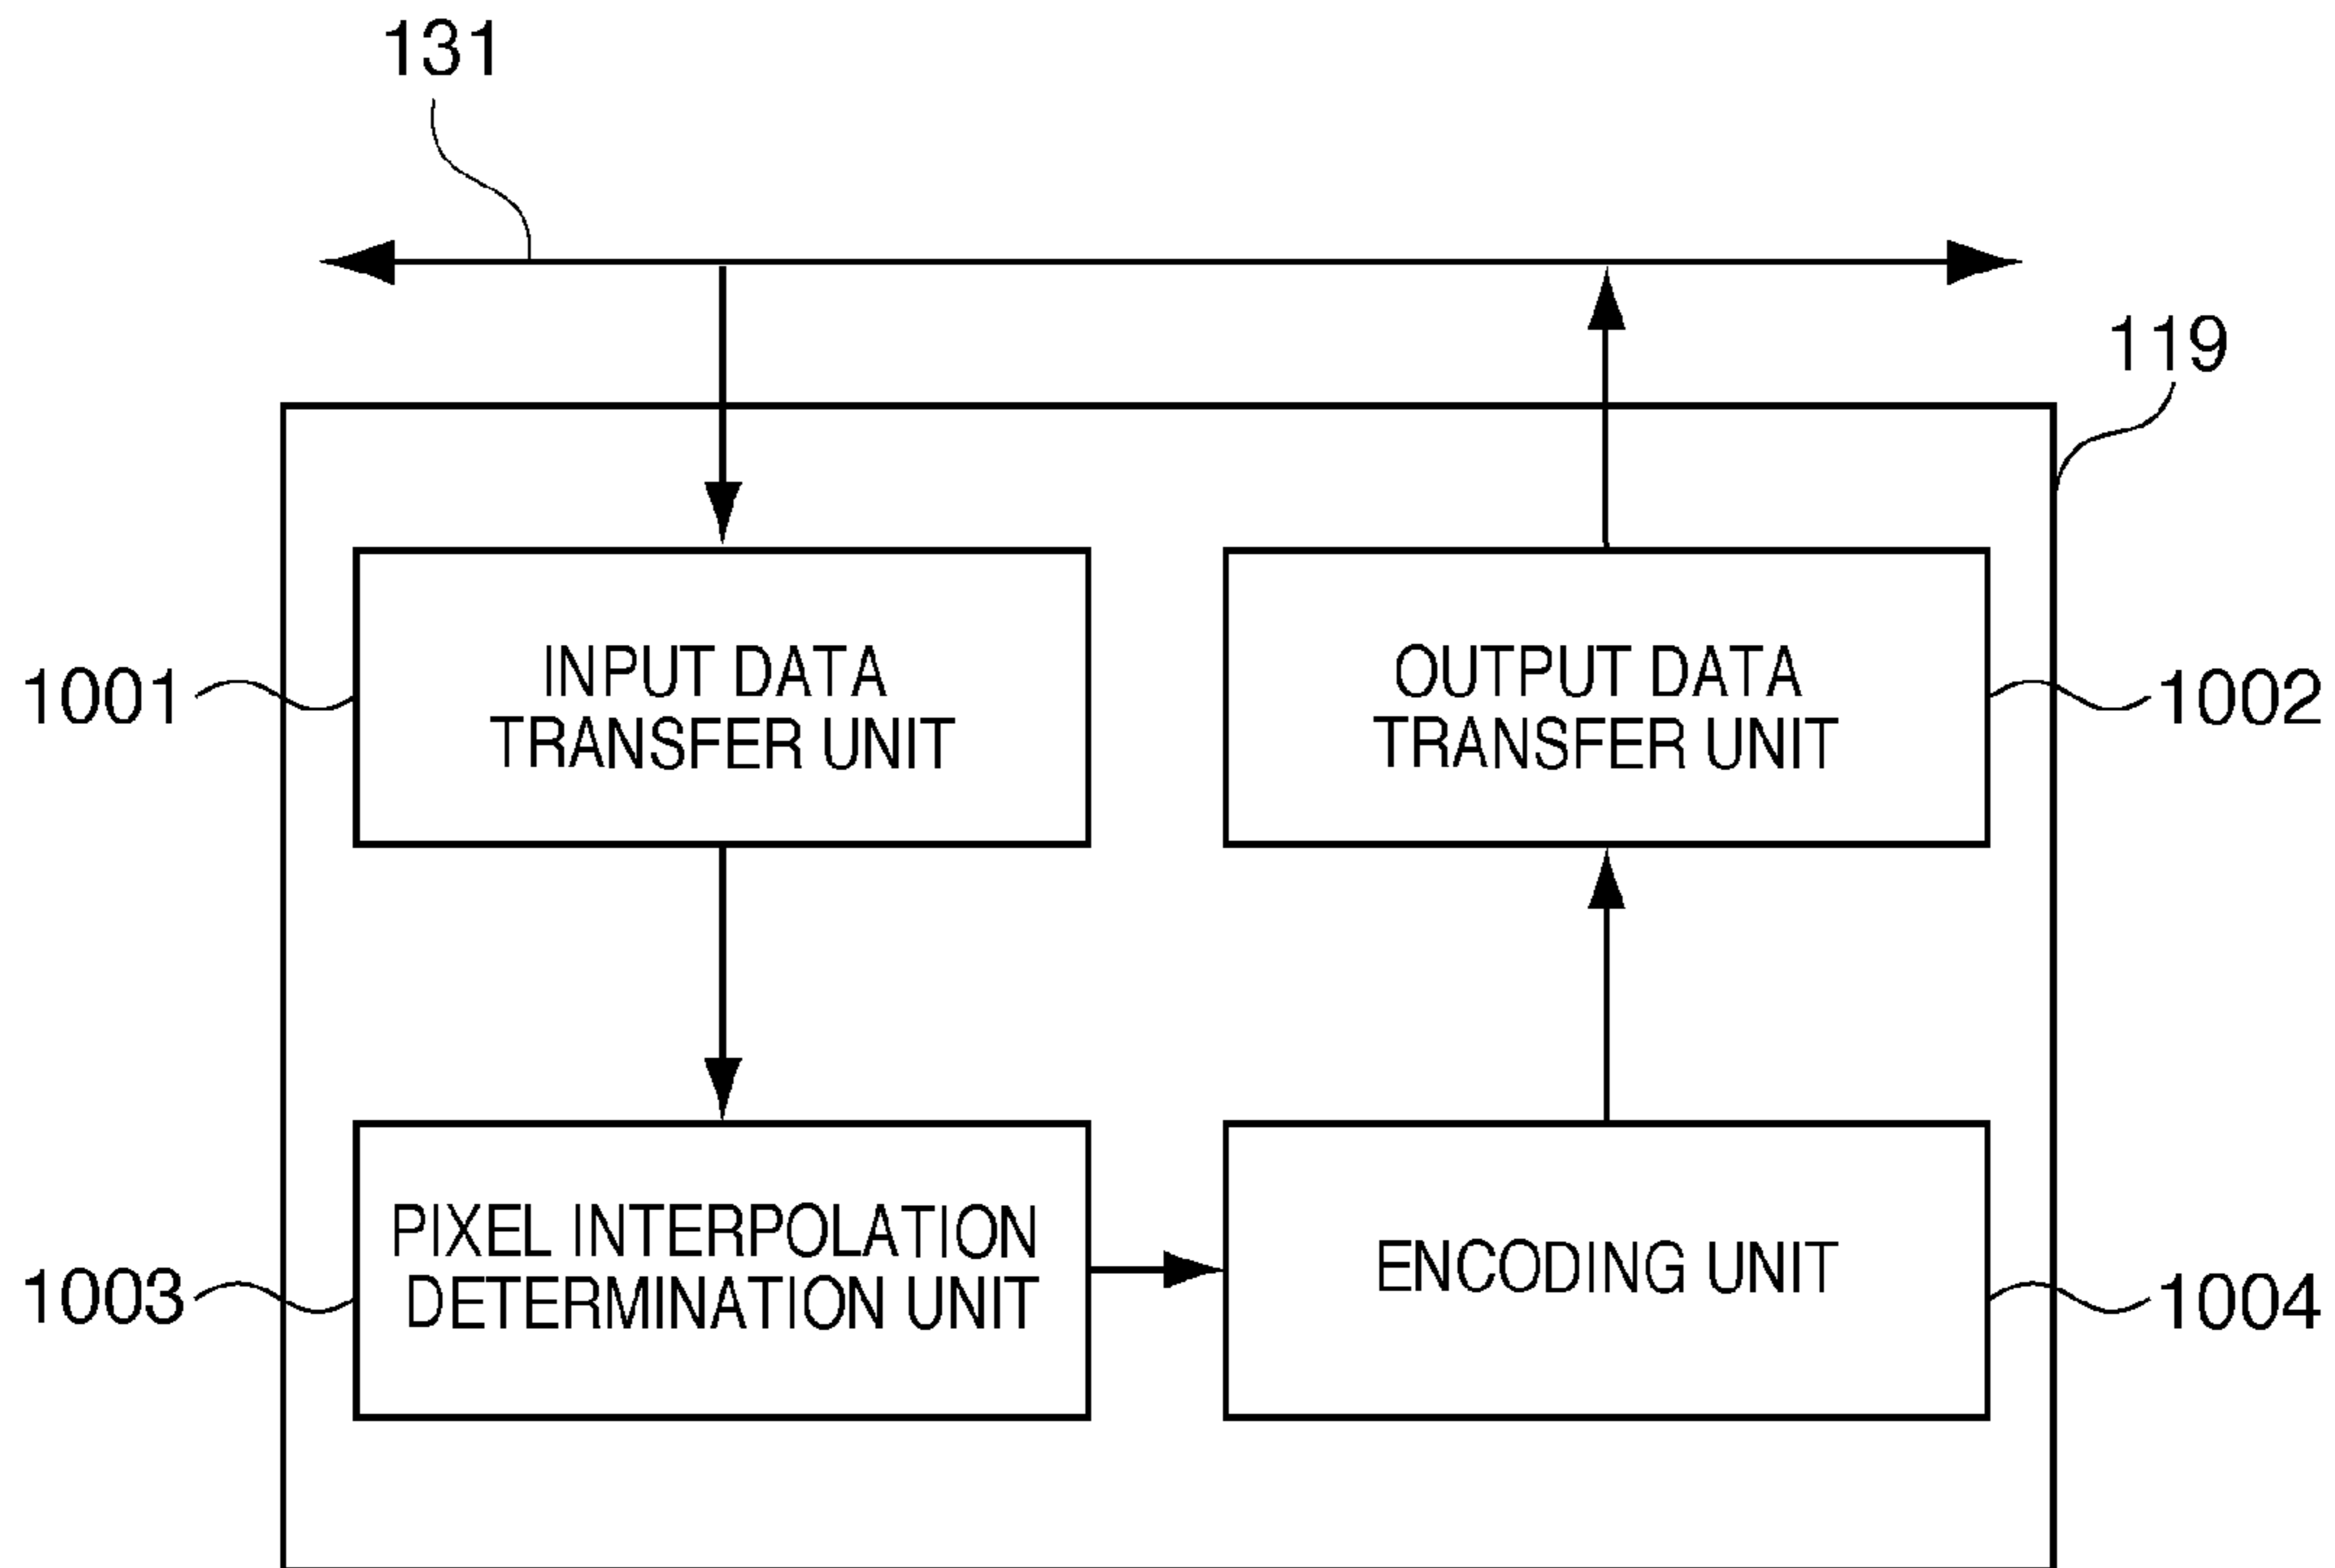 131
119
1001
INPUT DATA
TRANSFER UNIT
OUTPUT DATA
TRANSFER UNIT
1002
1003
PIXEL INTERPOLATION
DETERMINATION UNIT
ENCODING UNIT
1004